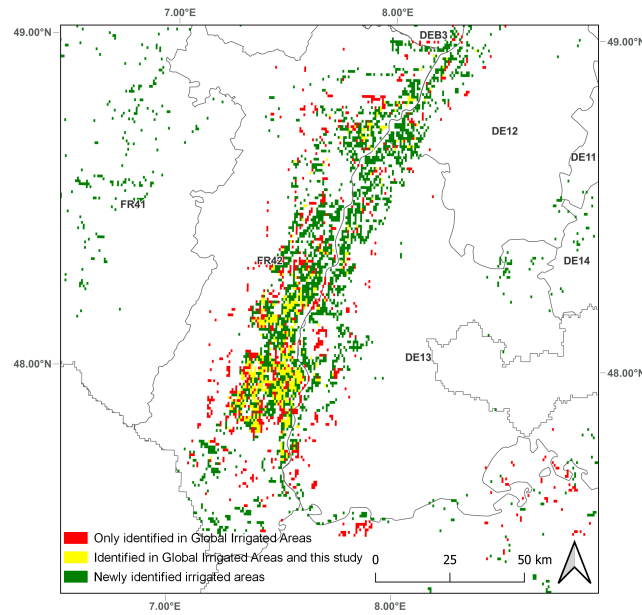 7.00°E 8.00°E
49.00°N
49.00°N
DEB3
DE12
DE11
FR41
FR42
DE14
48.00°N
DE13
48.00°N
Only identified in Global Irrigated Areas
Identified in Global Irrigated Areas and this study
Newly identified irrigated areas
0 25 50 km
7.00°E 8.00°E